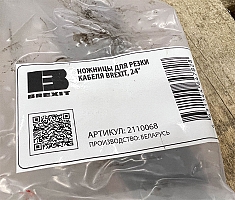 BREXIT
НОЖНИЦЫ ДЛЯ РЕЗКИ
КАБЕЛЯ BREXIT, 24"
АРТИКУЛ: 2110068
ПРОИЗВОДСТВО: БЕЛАРУСЬ